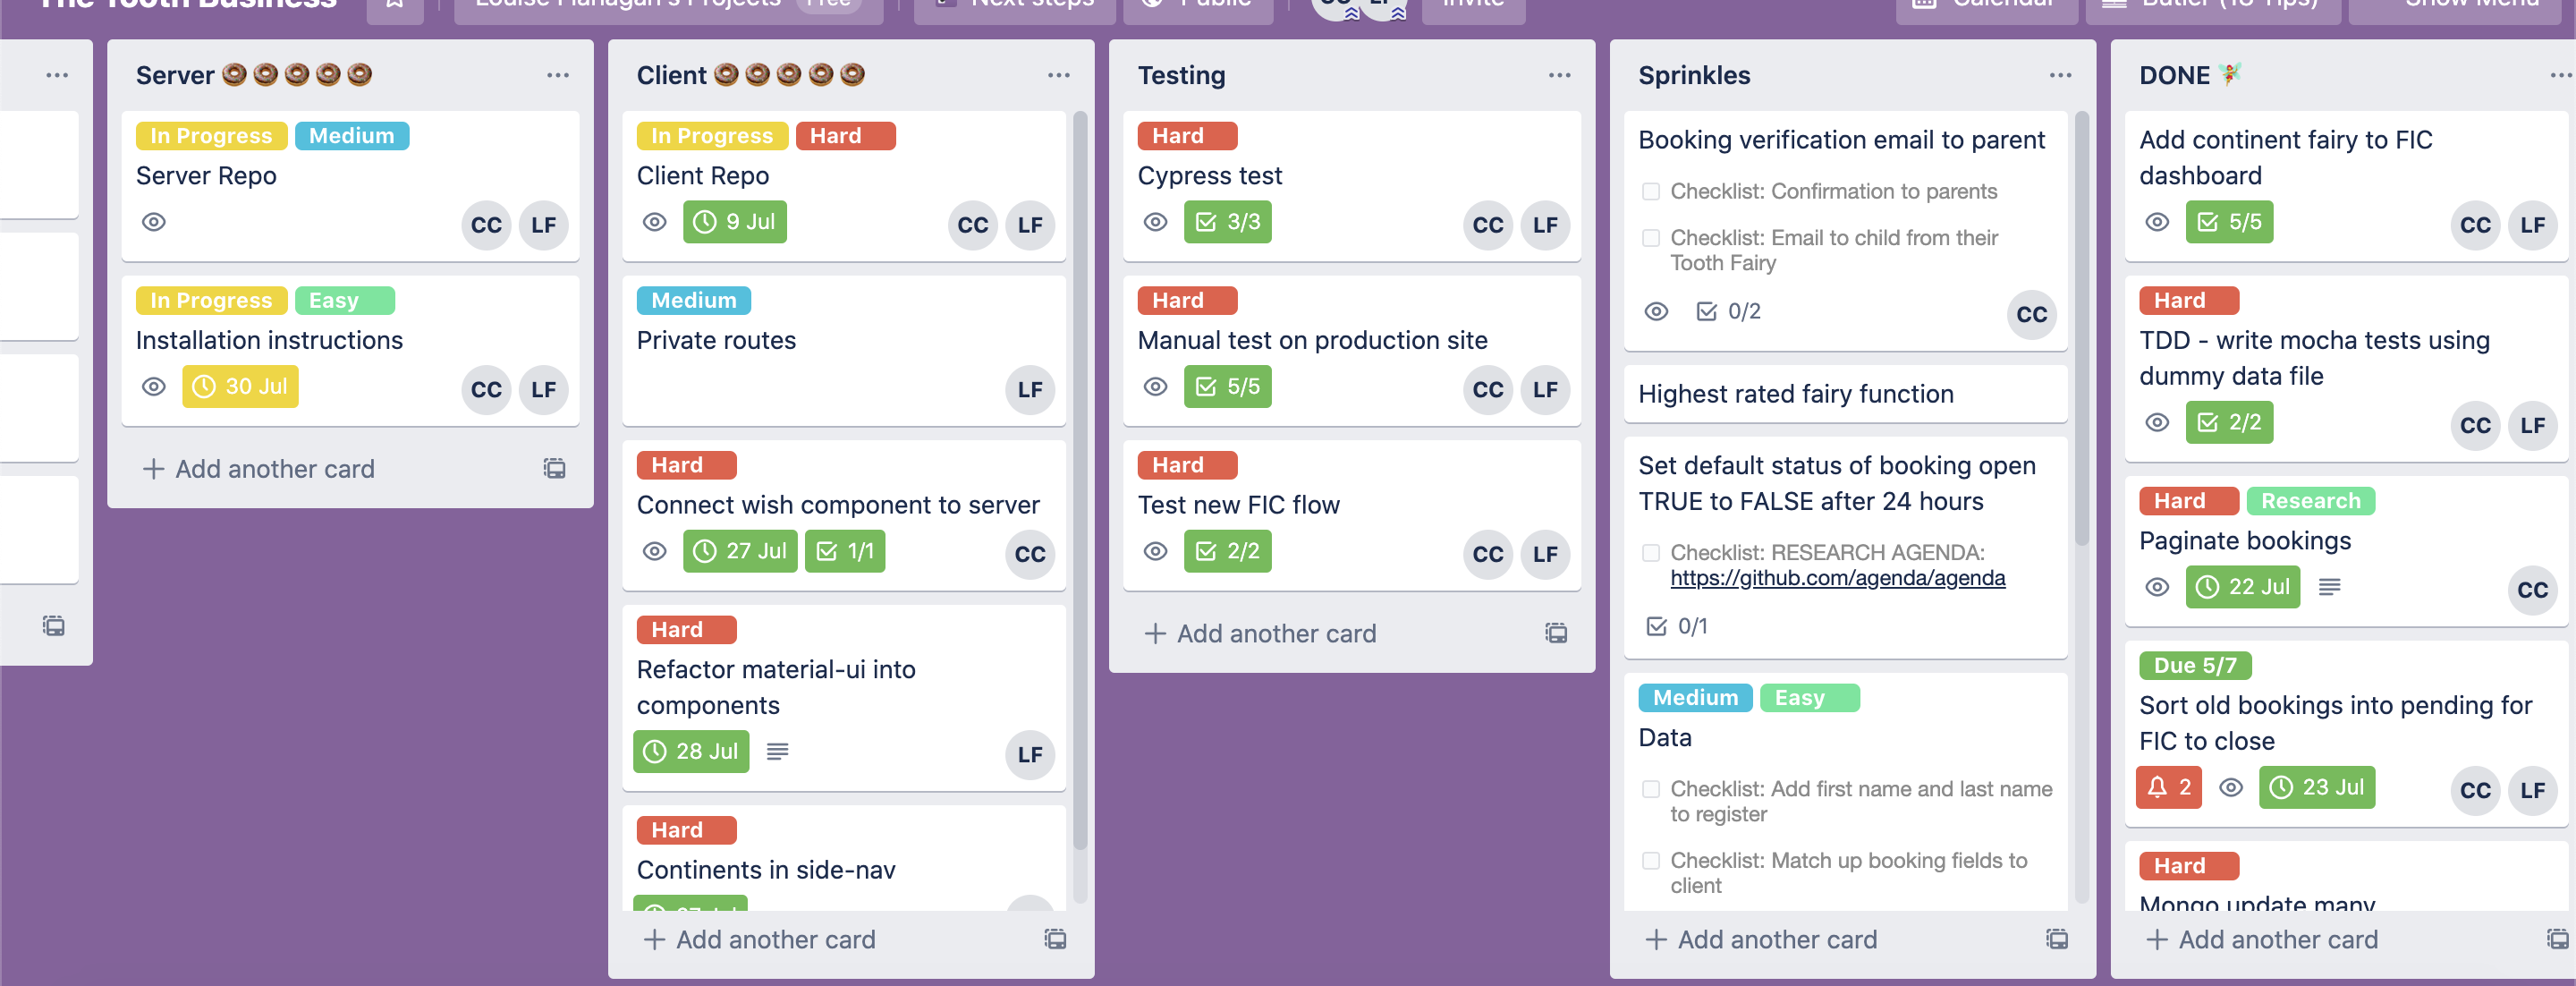 The Tooth Business
Louise Flanagan's Projects Free
Next steps
Public
CC LF
Invite
Calendar
Butler (18 Tips)
Show Menu
Server
In Progress Medium
Server Repo
CC LF
In Progress Easy
Installation instructions
30 Jul
CC LF
+ Add another card
Client
In Progress Hard
Client Repo
9 Jul
CC LF
Medium
Private routes
LF
Hard
Connect wish component to server
27 Jul 1/1
CC
Hard
Refactor material-ui into
components
28 Jul
LF
Hard
Continents in side-nav
27 Jul
+ Add another card
Testing
Hard
Cypress test
3/3
CC LF
Hard
Manual test on production site
5/5
CC LF
Hard
Test new FIC flow
2/2
CC LF
+ Add another card
Sprinkles
Booking verification email to parent
Checklist: Confirmation to parents
Checklist: Email to child from their
Tooth Fairy
0/2
CC
Highest rated fairy function
Set default status of booking open
TRUE to FALSE after 24 hours
Checklist: RESEARCH AGENDA:
https://github.com/agenda/agenda
0/1
Medium Easy
Data
Checklist: Add first name and last name
to register
Checklist: Match up booking fields to
client
+ Add another card
DONE
Add continent fairy to FIC
dashboard
5/5
CC LF
Hard
TDD - write mocha tests using
dummy data file
2/2
CC LF
Hard Research
Paginate bookings
22 Jul
CC
Due 5/7
Sort old bookings into pending for
FIC to close
2 23 Jul
CC LF
Hard
Mongo update many
+ Add another card